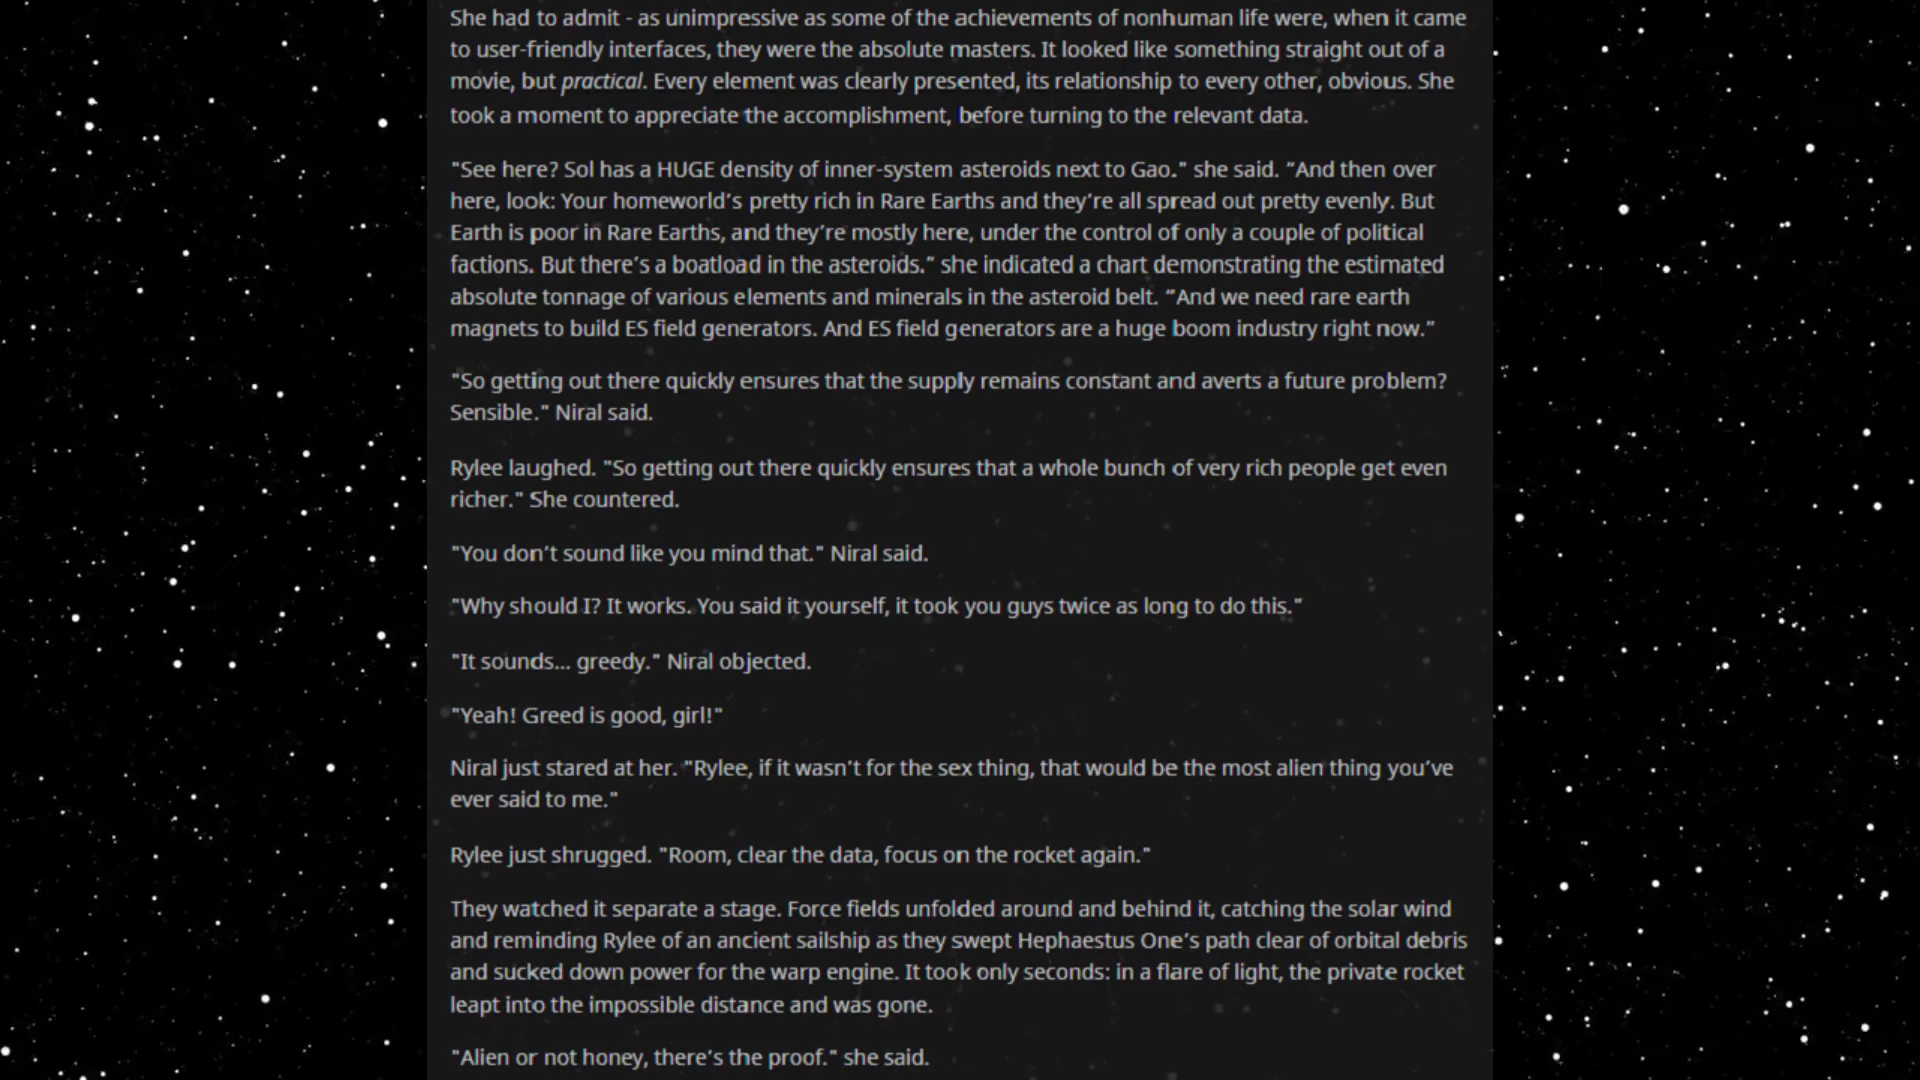 She had to admit - as unimpressive as some of the achievements of nonhuman life were, when it came
to user-friendly interfaces, they were the absolute masters. It looked like something straight out of a
movie, but practical. Every element was clearly presented, its relationship to every other, obvious. She
took a moment to appreciate the accomplishment, before turning to the relevant data.
"See here? Sol has a HUGE density of inner-system asteroids next to Gao." she said. “And then over
here, look: Your homeworld’s pretty rich in Rare Earths and they’re all spread out pretty evenly. But
Earth is poor in Rare Earths, and they’re mostly here, under the control of only a couple of political
factions. But there’s a boatload in the asteroids.” she indicated a chart demonstrating the estimated
absolute tonnage of various elements and minerals in the asteroid belt. ”And we need rare earth
magnets to build ES field generators. And ES field generators are a huge boom industry right now.”
"So getting out there quickly ensures that the supply remains constant and averts a future problem?
Sensible." Niral said.
Rylee laughed. "So getting out there quickly ensures that a whole bunch of very rich people get even
richer." She countered.
"You don’t sound like you mind that." Niral said.
"Why should I? It works. You said it yourself, it took you guys twice as long to do this."
"It sounds... greedy." Niral objected.
"Yeah! Greed is good, girl!"
Niral just stared at her. "Rylee, if it wasn’t for the sex thing, that would be the most alien thing you’ve
ever said to me."
Rylee just shrugged. "Room, clear the data, focus on the rocket again."
They watched it separate a stage. Force fields unfolded around and behind it, catching the solar wind
and reminding Rylee of an ancient sailship as they swept Hephaestus One’s path clear of orbital debris
and sucked down power for the warp engine. It took only seconds: in a flare of light, the private rocket
leapt into the impossible distance and was gone.
"Alien or not honey, there’s the proof." she said.